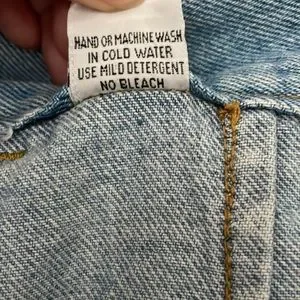 HAND OR MACHINE WASH
IN COLD WATER
USE MILD DETERGENT
NO BLEACH